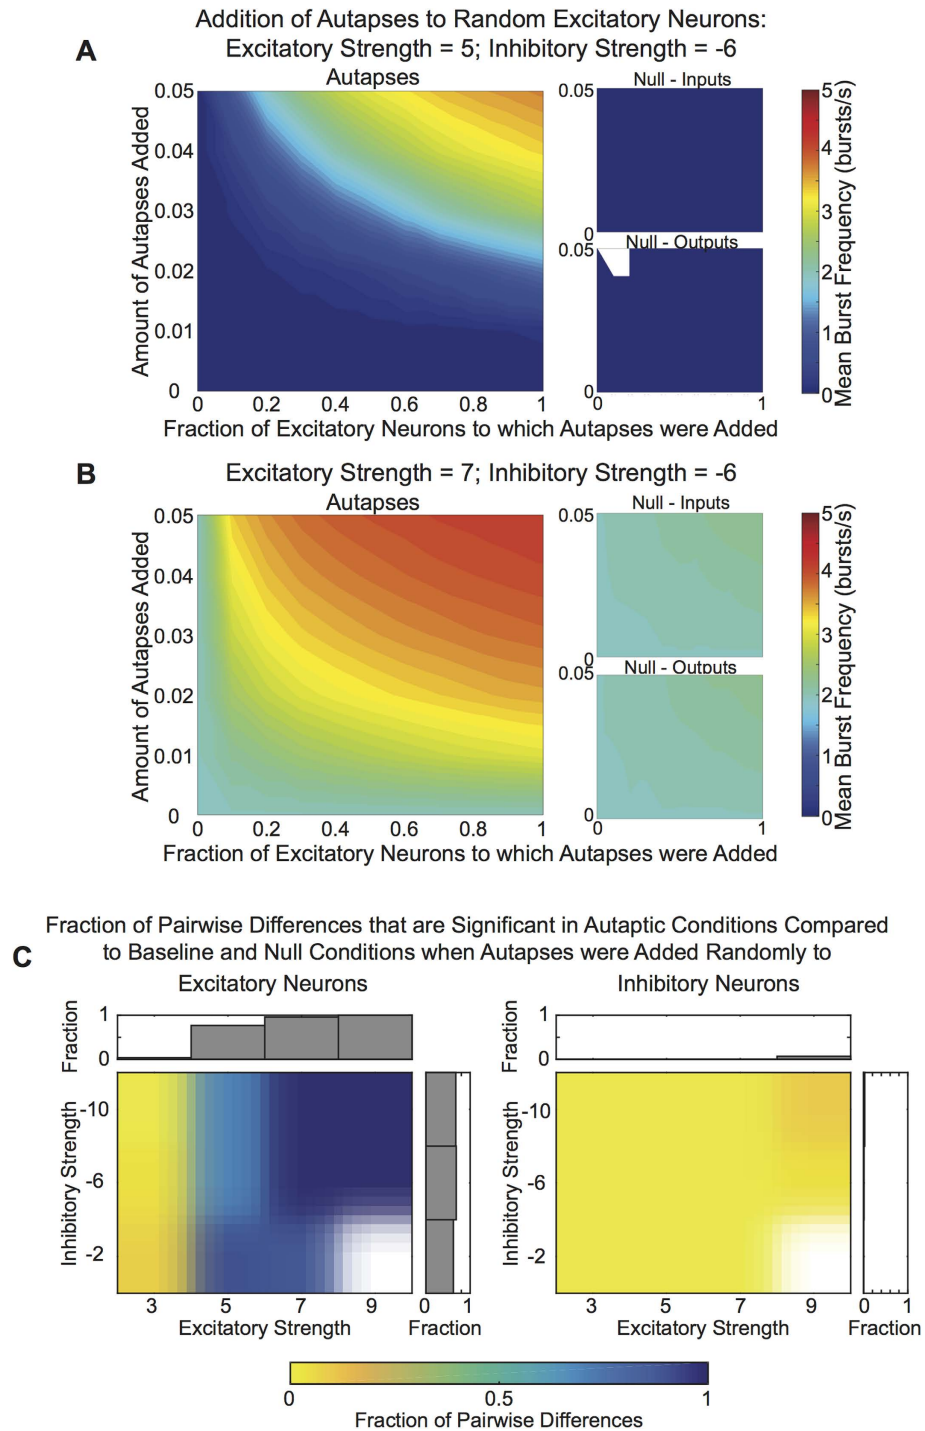 Addition of Autapses to Random Excitatory Neurons:
A
Excitatory Strength = 5; Inhibitory Strength = -6
Autapses
Null - Inputs
0.05
0.04
0.03
0.02
0.01
0
0 0.2 0.4 0.6 0.8 1
Amount of Autapses Added
Fraction of Excitatory Neurons to which Autapses were Added
0.05
0
Null - Outputs
0.05
0
0 1
5
4
3
2
1
0
Mean Burst Frequency (bursts/s)
B
Excitatory Strength = 7; Inhibitory Strength = -6
Autapses
Null - Inputs
0.05
0.04
0.03
0.02
0.01
0
0 0.2 0.4 0.6 0.8 1
Amount of Autapses Added
Fraction of Excitatory Neurons to which Autapses were Added
0.05
0
Null - Outputs
0.05
0
0 1
5
4
3
2
1
0
Mean Burst Frequency (bursts/s)
Fraction of Pairwise Differences that are Significant in Autaptic Conditions Compared
C
to Baseline and Null Conditions when Autapses were Added Randomly to
Excitatory Neurons
Fraction
1
0
Inhibitory Strength
-10
-6
-2
3 5 7 9
Excitatory Strength
0 1
Fraction
Inhibitory Neurons
Fraction
1
0
Inhibitory Strength
-10
-6
-2
3 5 7 9
Excitatory Strength
0 1
Fraction
0 0.5 1
Fraction of Pairwise Differences